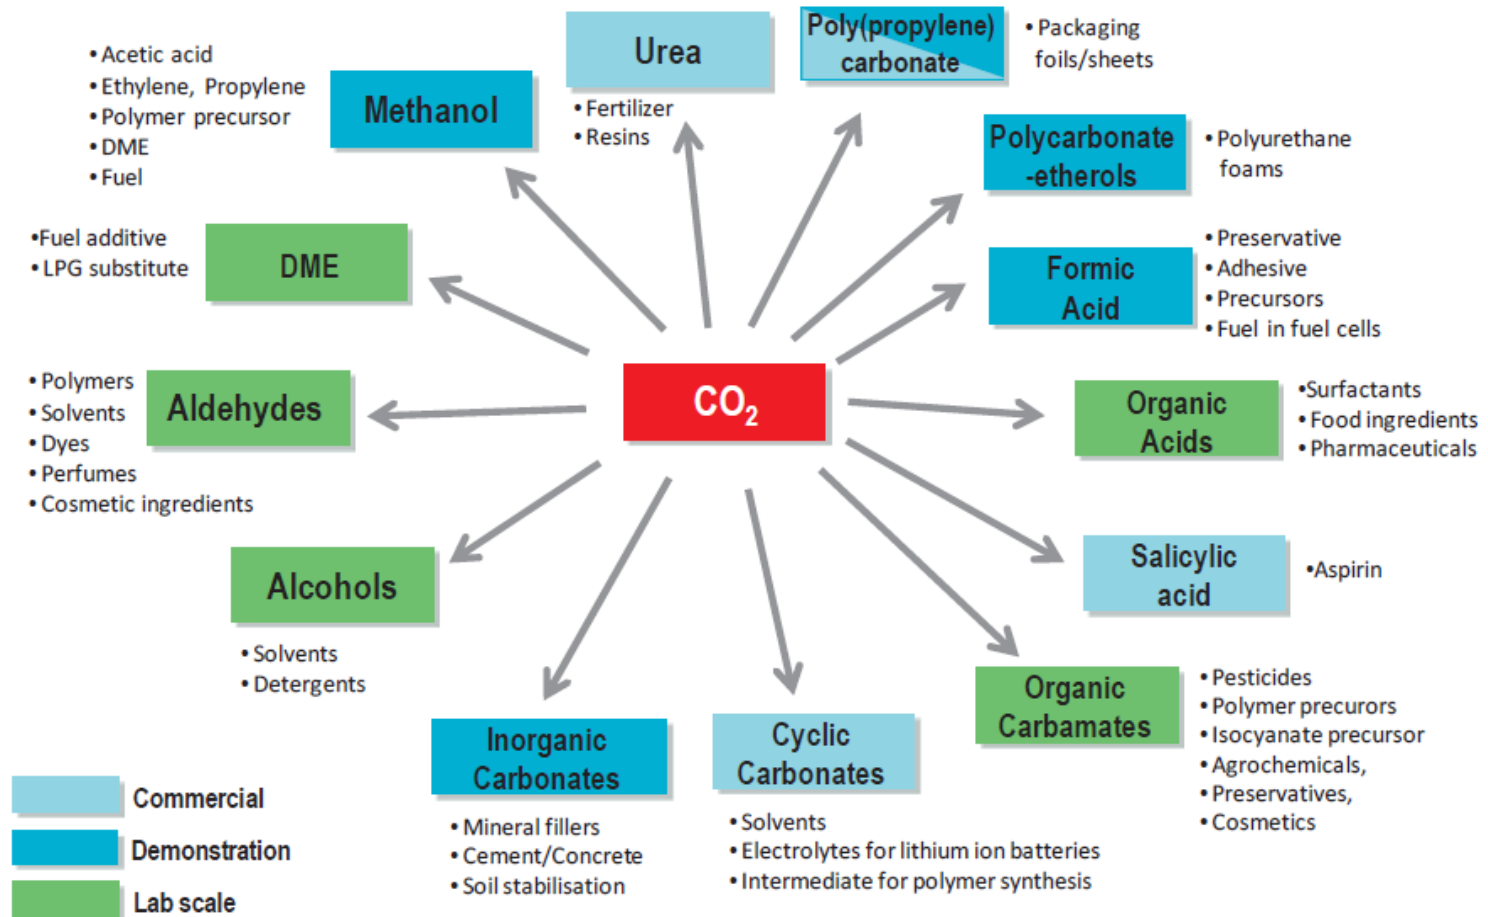 Urea
• Fertilizer
• Resins
Poly(propylene)
carbonate
• Packaging
foils/sheets
• Acetic acid
• Ethylene, Propylene
• Polymer precursor
• DME
• Fuel
Methanol
Polycarbonate
-etherols
• Polyurethane
foams
•Fuel additive
• LPG substitute
DME
Formic
Acid
• Preservative
• Adhesive
• Precursors
• Fuel in fuel cells
CO₂
• Polymers
• Solvents
• Dyes
• Perfumes
• Cosmetic ingredients
Aldehydes
Organic
Acids
•Surfactants
• Food ingredients
• Pharmaceuticals
Alcohols
• Solvents
• Detergents
Salicylic
acid
•Aspirin
Organic
Carbamates
• Pesticides
• Polymer precurors
• Isocyanate precursor
• Agrochemicals,
• Preservatives,
• Cosmetics
Inorganic
Carbonates
• Mineral fillers
• Cement/Concrete
• Soil stabilisation
Cyclic
Carbonates
• Solvents
• Electrolytes for lithium ion batteries
• Intermediate for polymer synthesis
Commercial
Demonstration
Lab scale